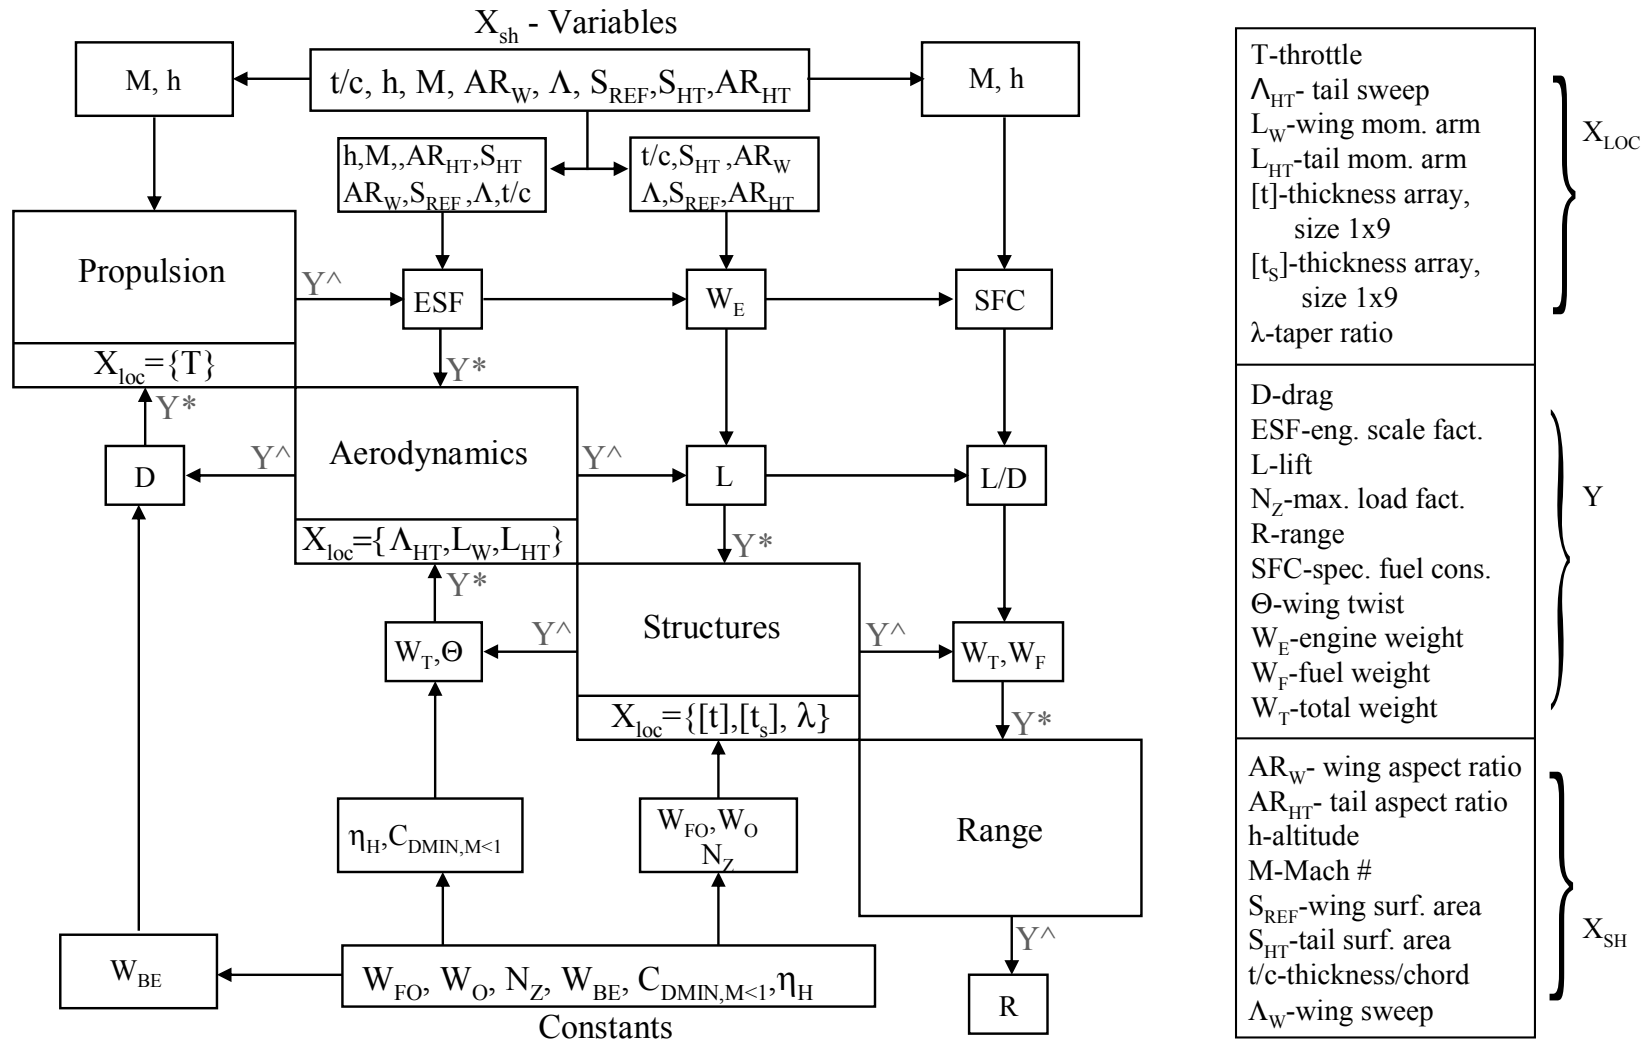 X_sh - Variables
M, h
t/c, h, M, AR_W, Λ, S_REF,S_HT,AR_HT
M, h
h,M,,AR_HT,S_HT
AR_W,S_REF,Λ,t/c
t/c,S_HT,AR_W
Λ,S_REF,AR_HT
Propulsion
X_loc={T}
Y^
ESF
W_E
SFC
Y*
Y*
D
Y^
Aerodynamics
X_loc={Λ_HT,L_W,L_HT}
Y^
L
L/D
Y*
Y*
W_T,Θ
Y^
Structures
X_loc={[t],[t_s], λ}
Y^
W_T,W_F
Y*
η_H,C_DMIN,M<1
W_FO,W_O
N_Z
Range
Y^
R
W_BE
W_FO, W_O, N_Z, W_BE, C_DMIN,M<1,η_H
Constants
T-throttle
Λ_HT- tail sweep
L_W-wing mom. arm
L_HT-tail mom. arm
[t]-thickness array,
size 1x9
[t_S]-thickness array,
size 1x9
λ-taper ratio
X_LOC
D-drag
ESF-eng. scale fact.
L-lift
N_Z-max. load fact.
R-range
SFC-spec. fuel cons.
Θ-wing twist
W_E-engine weight
W_F-fuel weight
W_T-total weight
Y
AR_W- wing aspect ratio
AR_HT- tail aspect ratio
h-altitude
M-Mach #
S_REF-wing surf. area
S_HT-tail surf. area
t/c-thickness/chord
Λ_W-wing sweep
X_SH